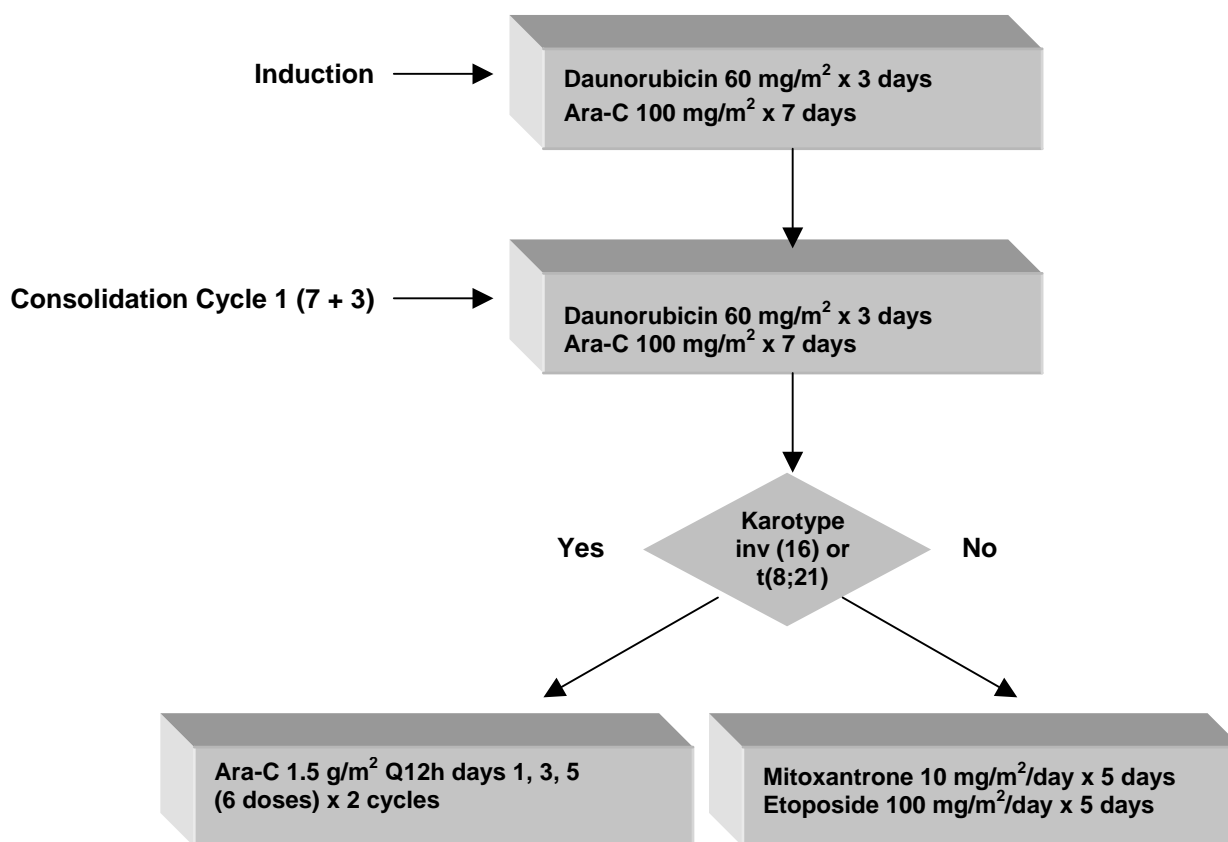 Induction
Daunorubicin 60 mg/m² x 3 days
Ara-C 100 mg/m² x 7 days
Consolidation Cycle 1 (7 + 3)
Daunorubicin 60 mg/m² x 3 days
Ara-C 100 mg/m² x 7 days
Yes
Karotype
inv (16) or
t(8;21)
No
Ara-C 1.5 g/m² Q12h days 1, 3, 5
(6 doses) x 2 cycles
Mitoxantrone 10 mg/m²/day x 5 days
Etoposide 100 mg/m²/day x 5 days